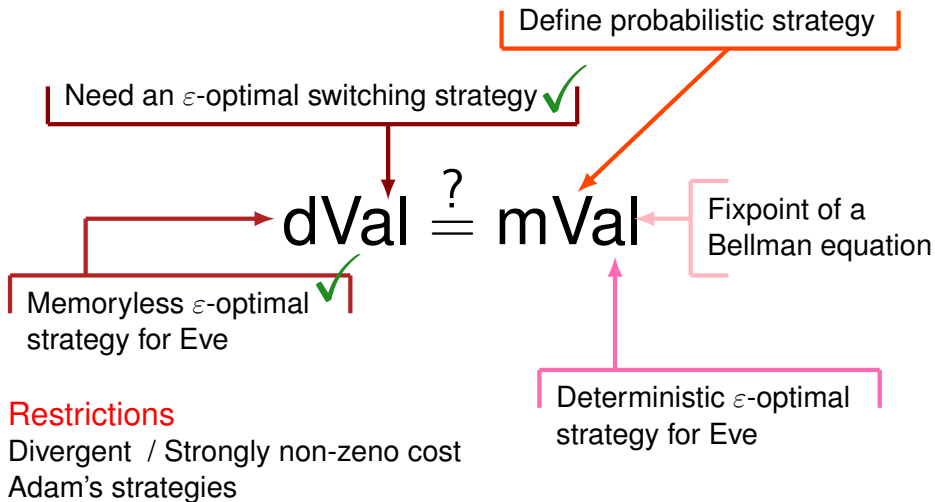 Define probabilistic strategy
Need an ε-optimal switching strategy ✓
dVal ≟ mVal
Fixpoint of a
Bellman equation
Memoryless ε-optimal ✓
strategy for Eve
Deterministic ε-optimal
strategy for Eve
Restrictions
Divergent / Strongly non-zeno cost
Adam's strategies